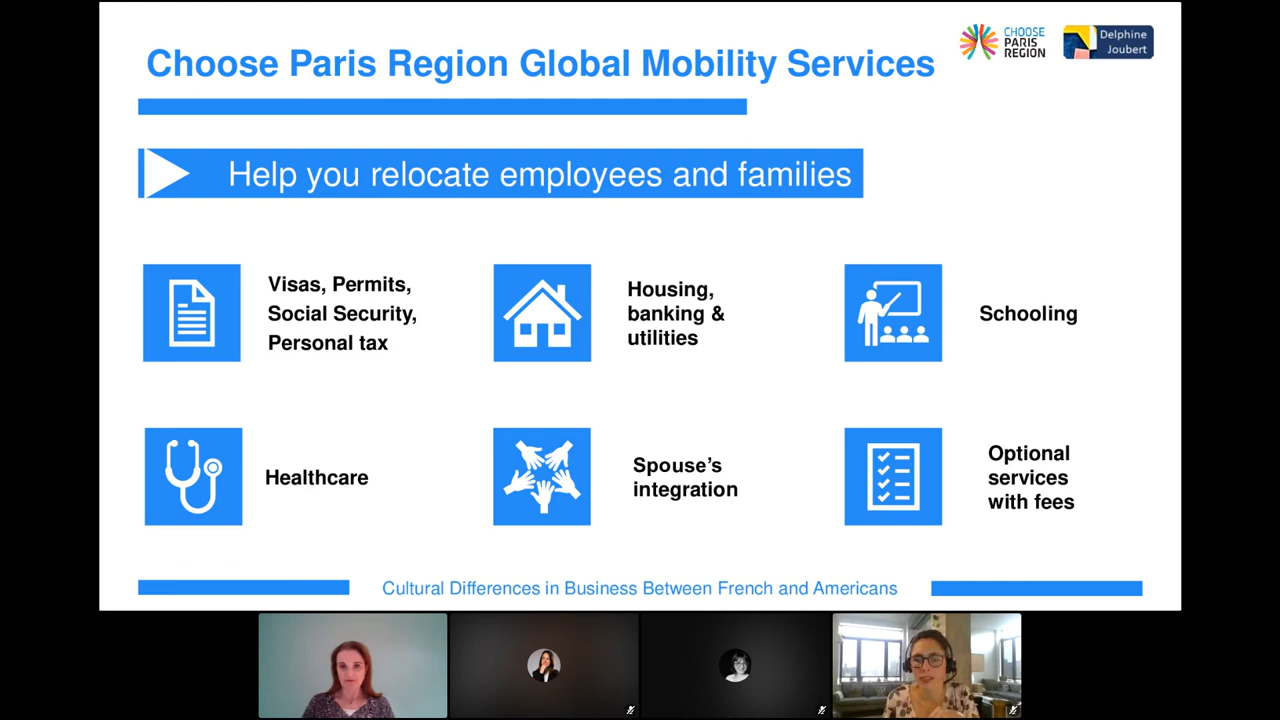 Choose Paris Region Global Mobility Services
CHOOSE
PARIS
REGION
Delphine
Joubert
Help you relocate employees and families
Visas, Permits,
Social Security,
Personal tax
Housing,
banking &
utilities
Schooling
Healthcare
Spouse’s
integration
Optional
services
with fees
Cultural Differences in Business Between French and Americans